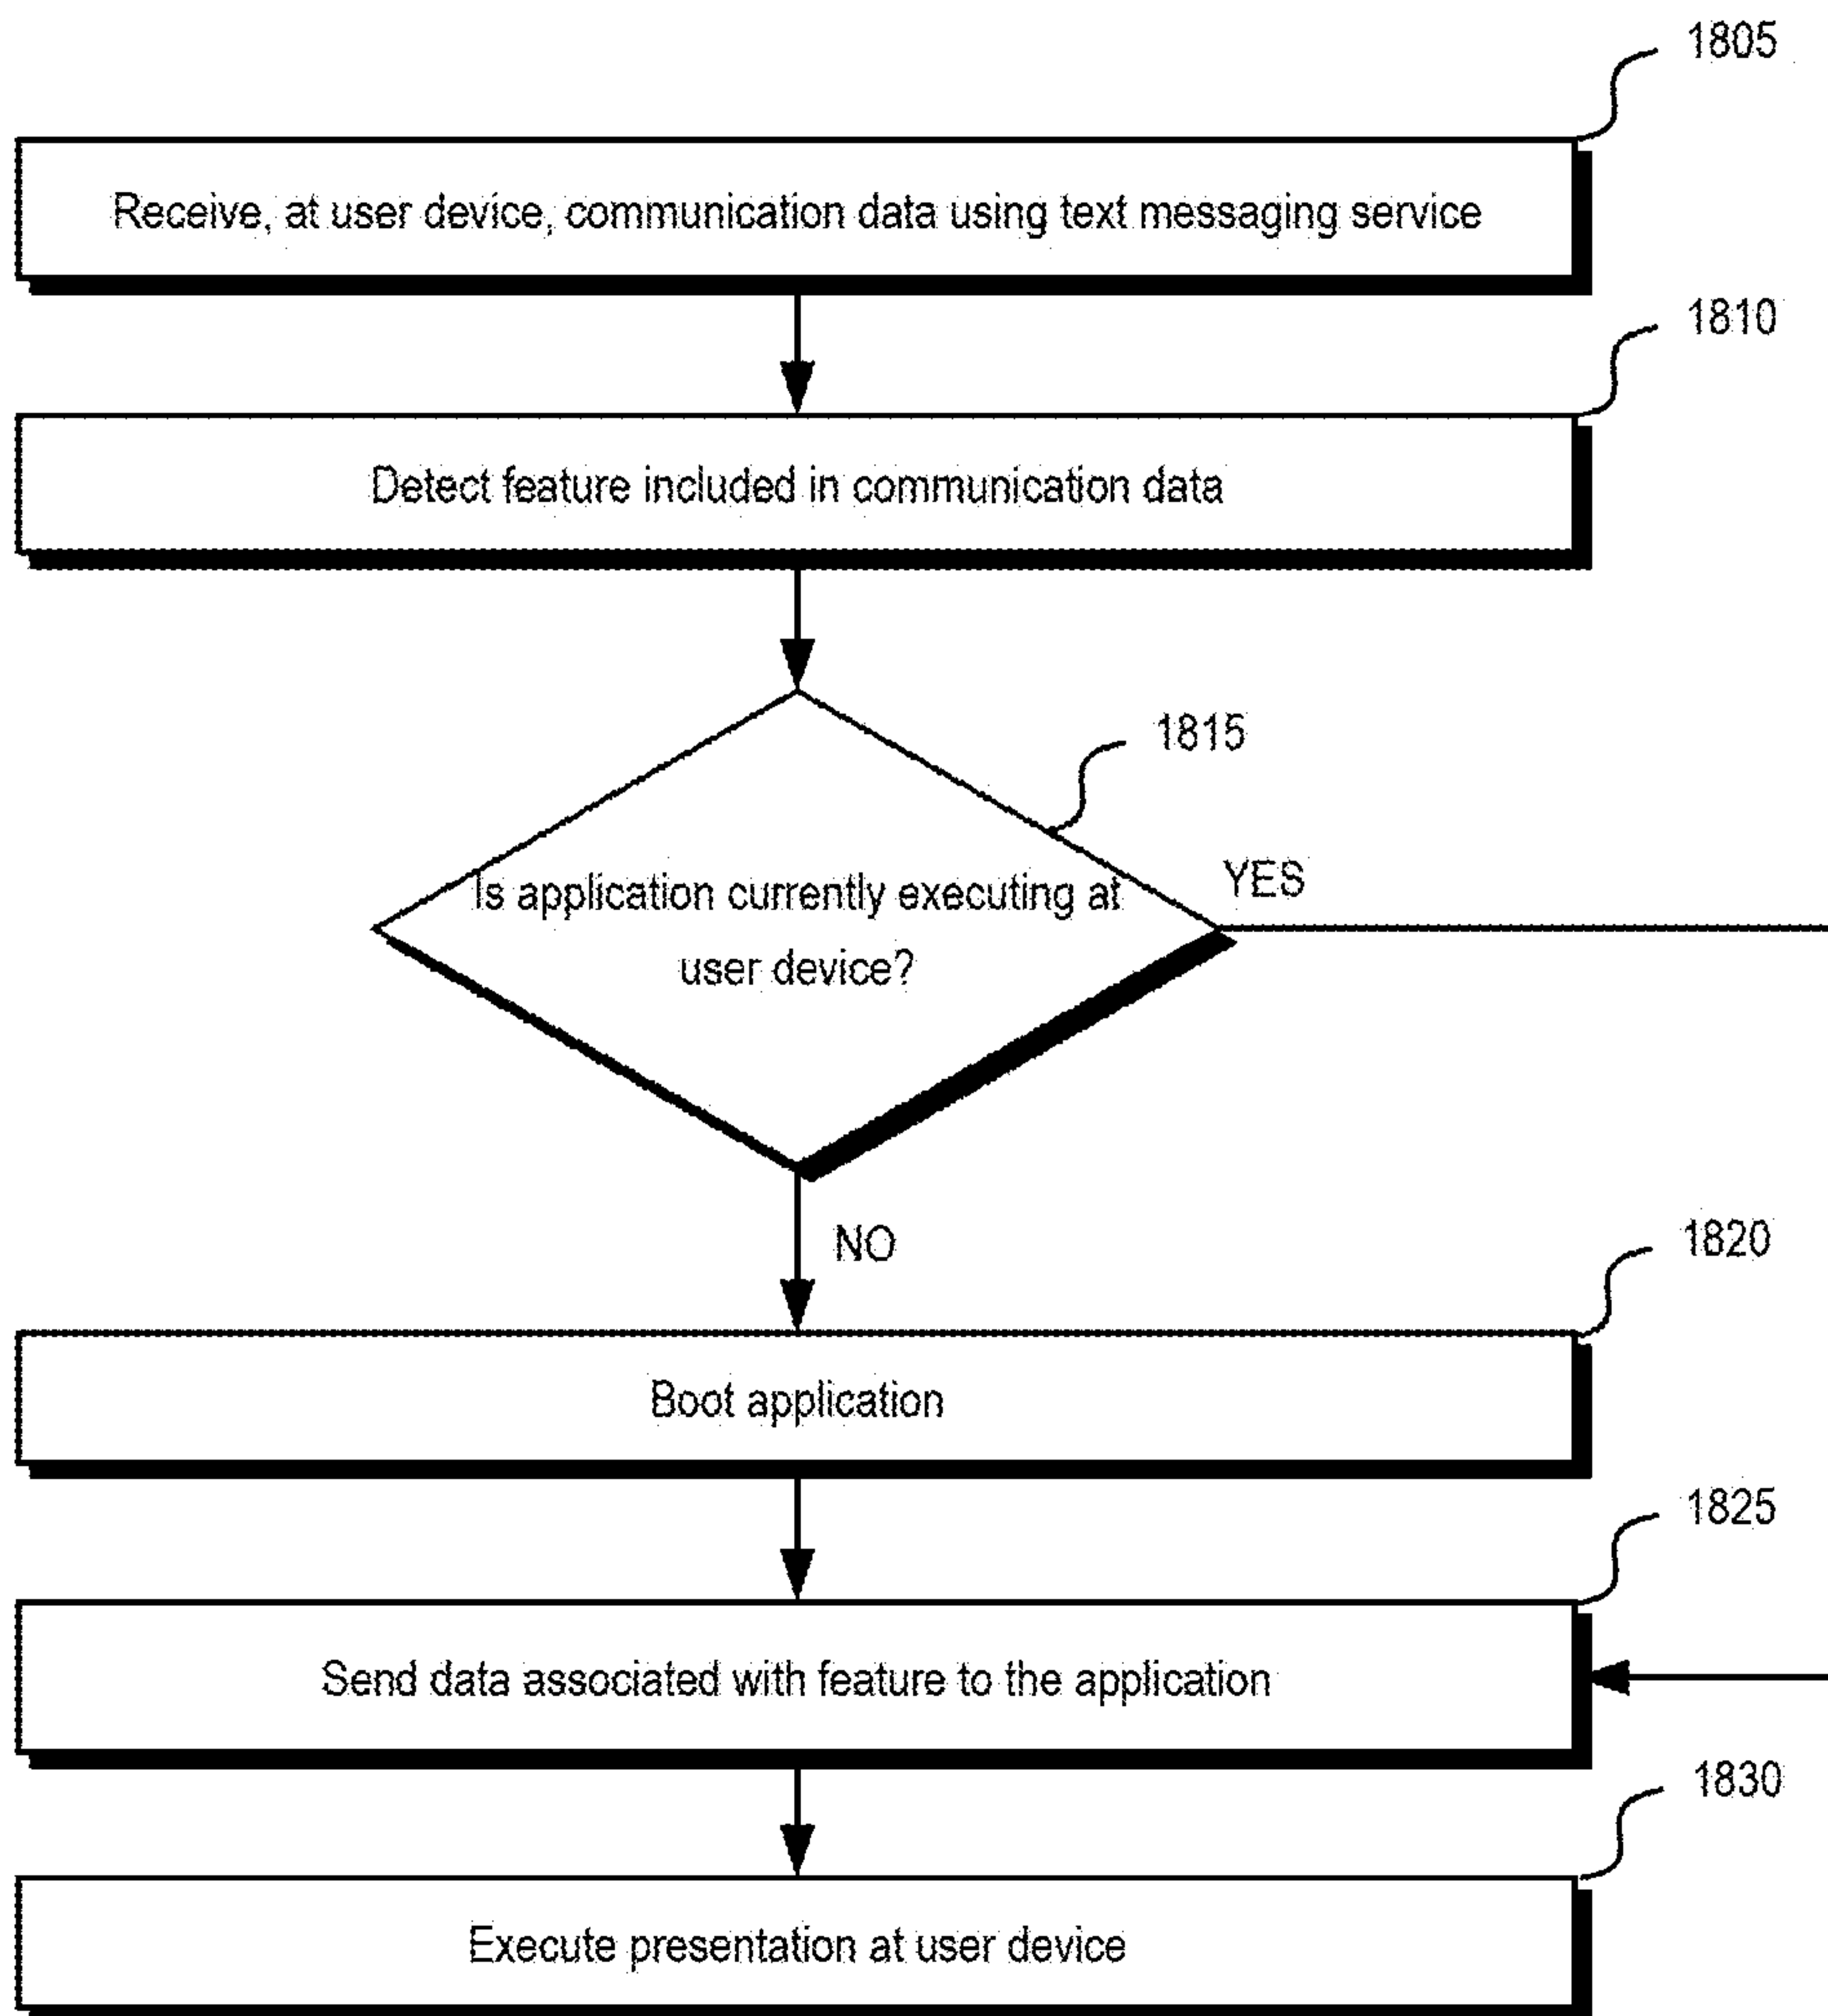 1805
Receive, at user device, communication data using text messaging service
1810
Detect feature included in communication data
1815
Is application currently executing at
user device?
YES
NO
1820
Boot application
1825
Send data associated with feature to the application
1830
Execute presentation at user device